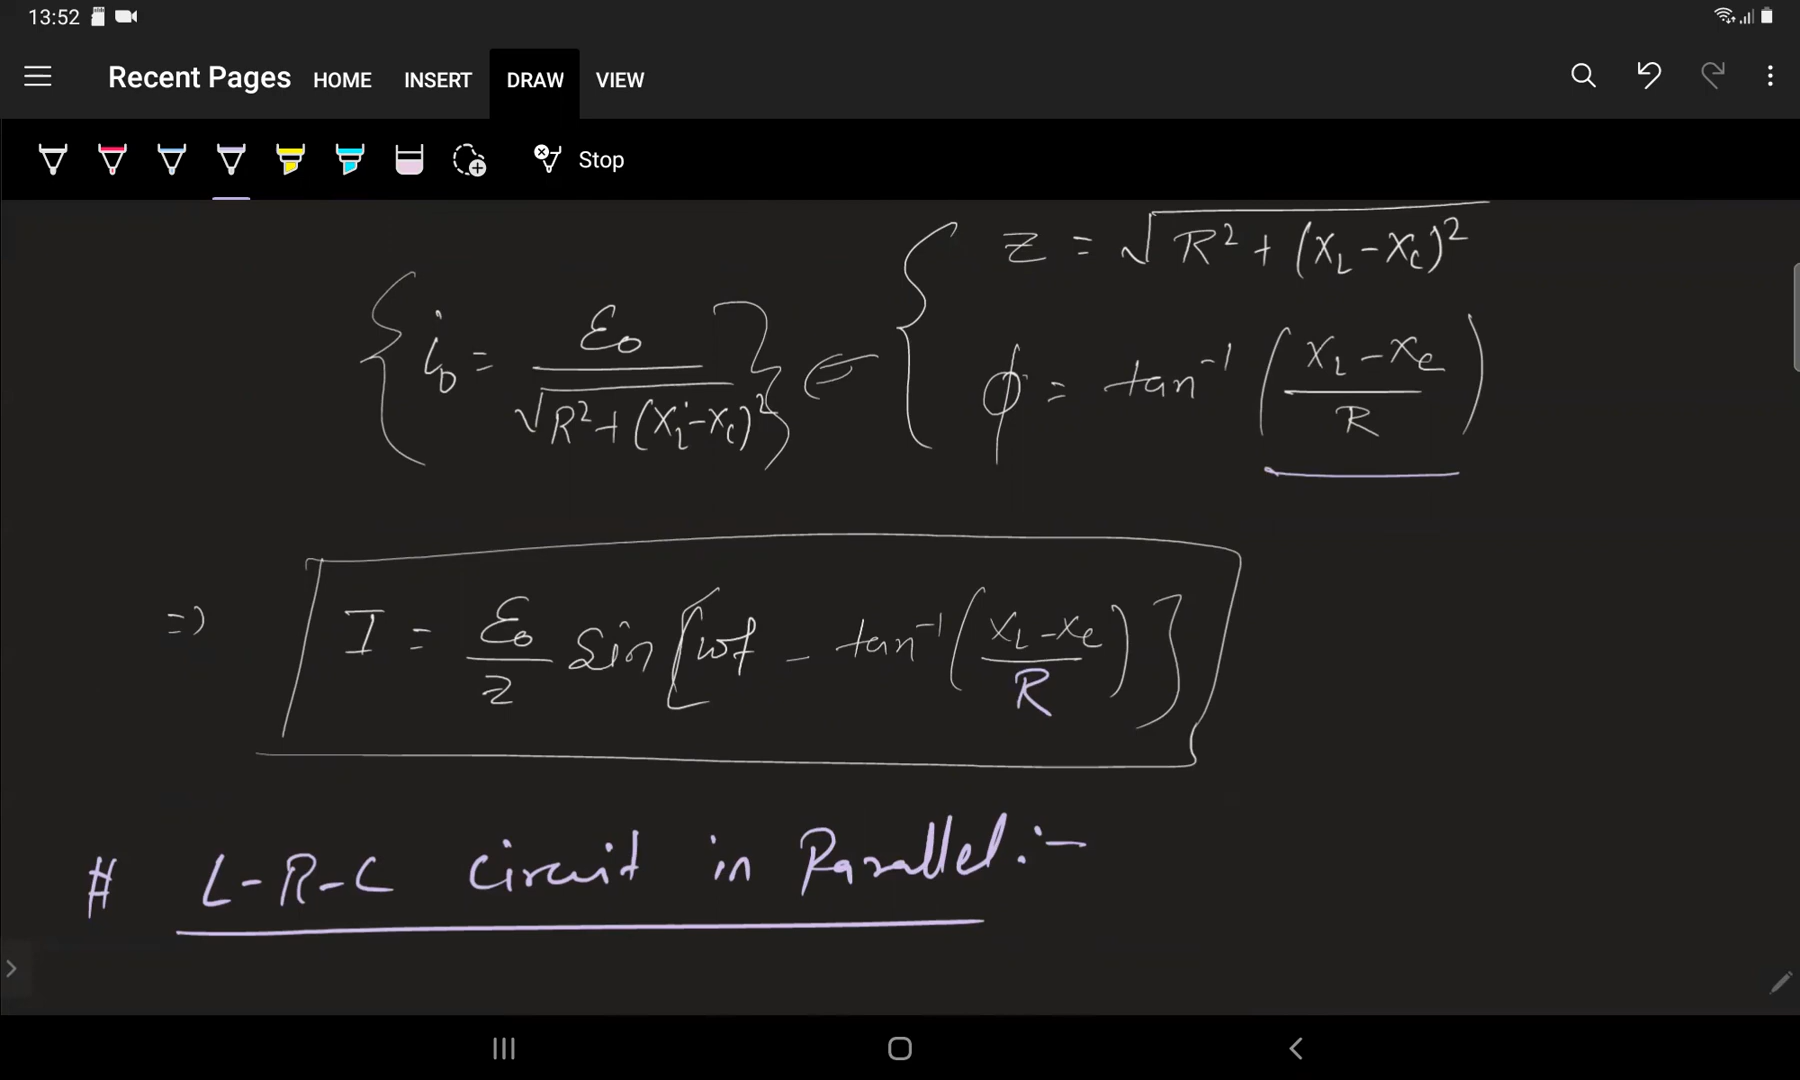 13:52
Recent Pages HOME INSERT DRAW VIEW
Stop
Z = √R² + (X_L - X_C)²
i₀ = ε₀ / √R² + (X_L - X_C)²
ϕ = tan⁻¹ (X_L - X_C / R)
=> I = ε₀ / Z Sin [ωt - tan⁻¹ (X_L - X_C / R)]
# L-R-C Circuit in Parallel :-